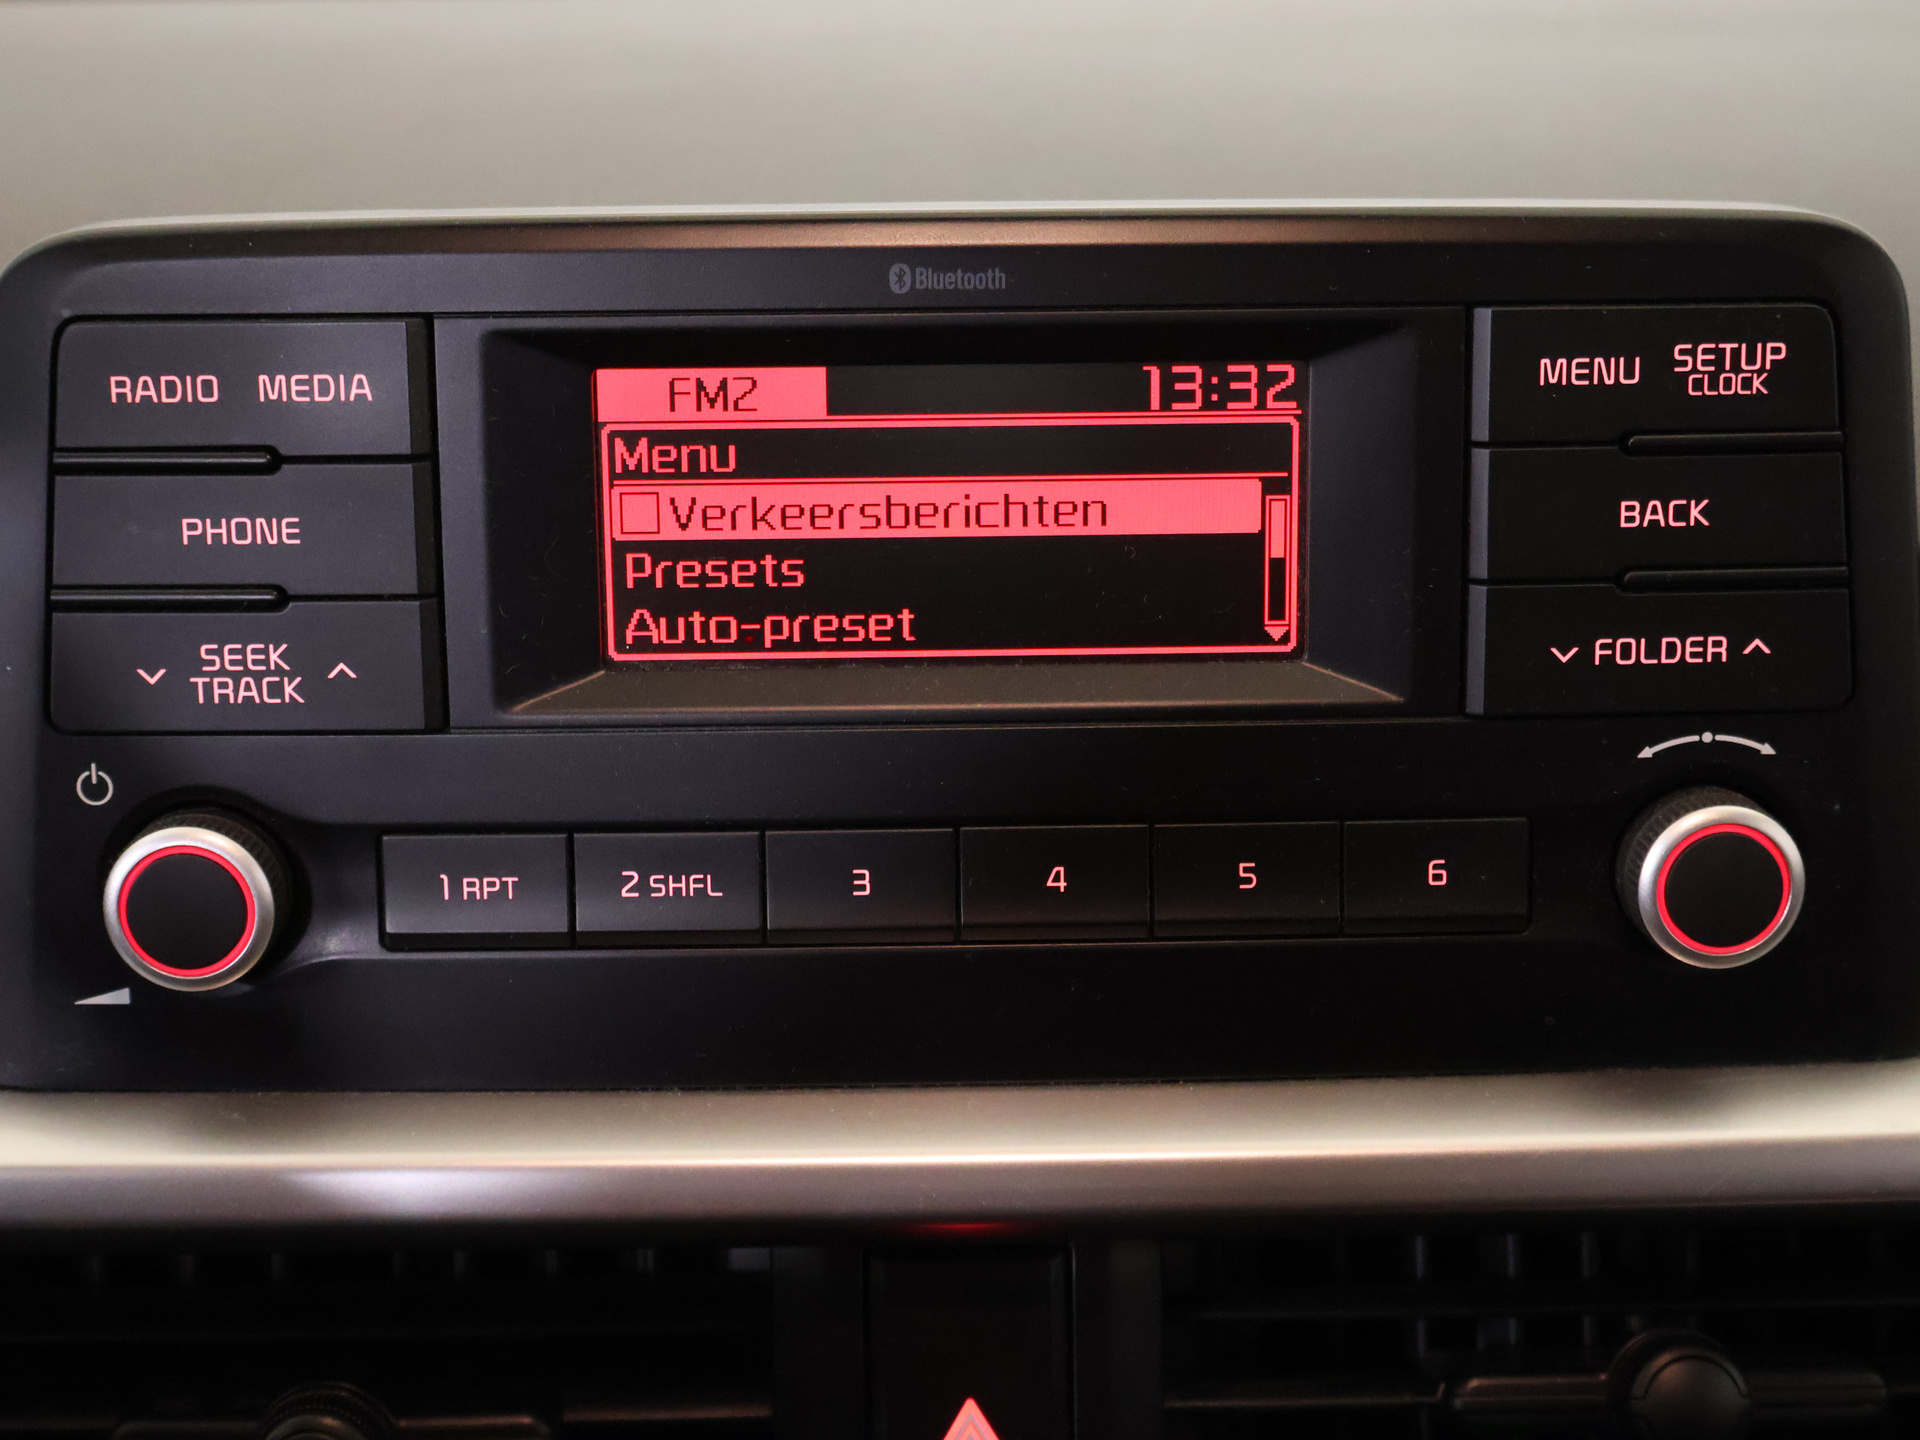 Bluetooth
RADIO MEDIA
PHONE
SEEK
TRACK
FM2 13:32
Menu
Verkeersberichten
Presets
Auto-preset
MENU SETUP
CLOCK
BACK
FOLDER
1 RPT 2 SHFL 3 4 5 6